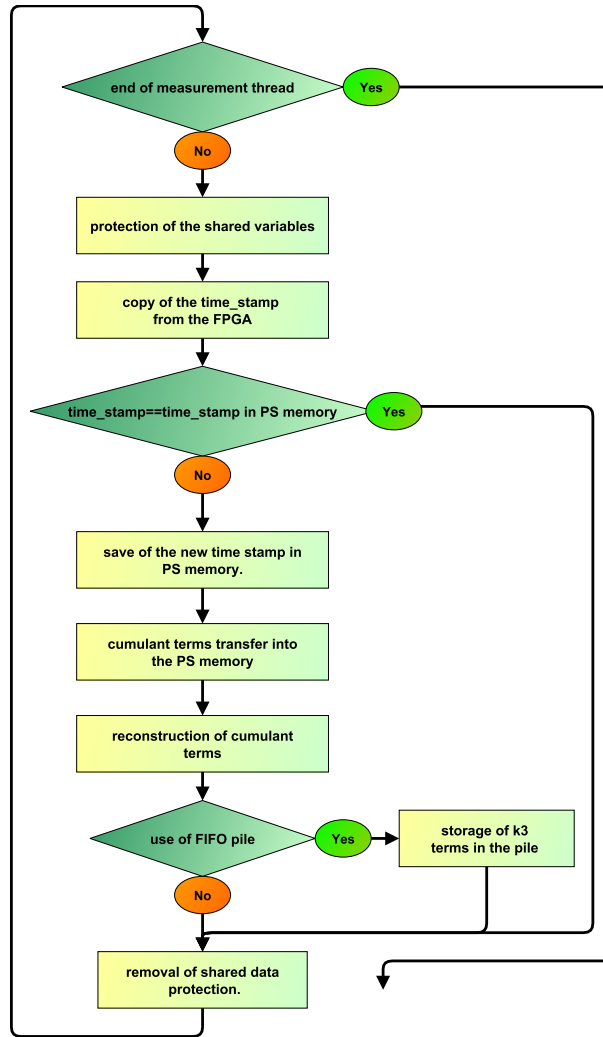 end of measurement thread
Yes
No
protection of the shared variables
copy of the time_stamp
from the FPGA
time_stamp==time_stamp in PS memory
Yes
No
save of the new time stamp in
PS memory.
cumulant terms transfer into
the PS memory
reconstruction of cumulant
terms
use of FIFO pile
Yes
storage of k3
terms in the pile
No
removal of shared data
protection.